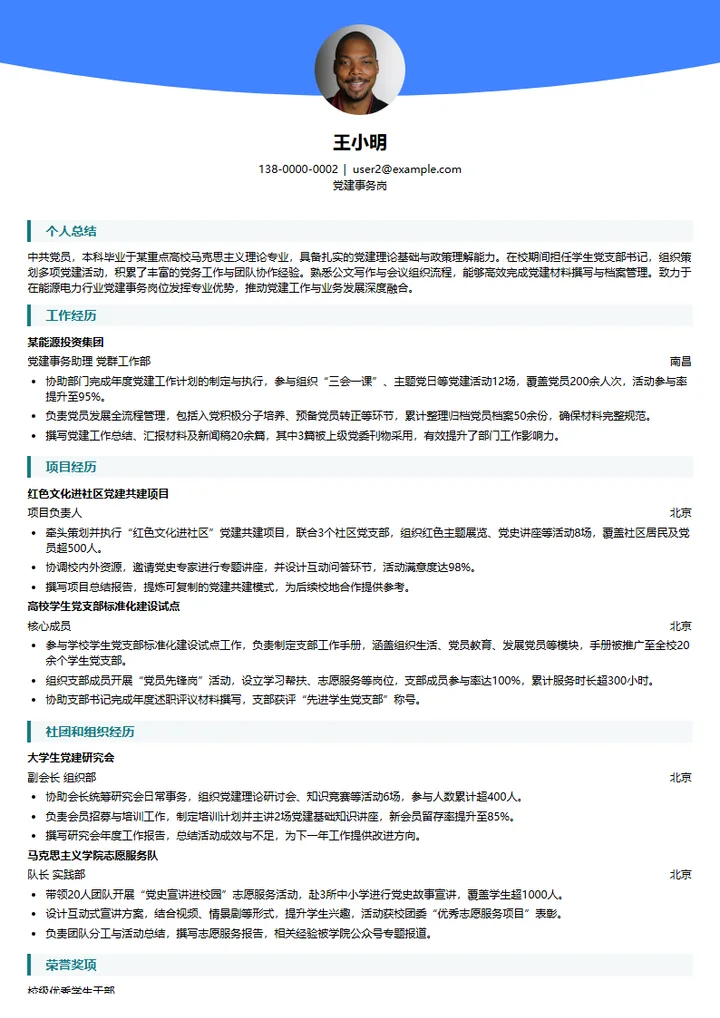 王小明
138-0000-0002 | user2@example.com
党建事务岗
个人总结
中共党员，本科毕业于某重点高校马克思主义理论专业，具备扎实的党建理论基础与政策理解能力。在校期间担任学生党支部书记，组织策
划多项党建活动，积累了丰富的党务工作与团队协作经验。熟悉公文写作与会议组织流程，能够高效完成党建材料撰写与档案管理。致力于
在能源电力行业党建事务岗位发挥专业优势，推动党建工作与业务发展深度融合。
工作经历
某能源投资集团
党建事务助理 党群工作部 南昌
• 协助部门完成年度党建工作计划的制定与执行，参与组织“三会一课”、主题党日等党建活动12场，覆盖党员200余人次，活动参与率
提升至95%。
• 负责党员发展全流程管理，包括入党积极分子培养、预备党员转正等环节，累计整理归档党员档案50余份，确保材料完整规范。
• 撰写党建工作总结、汇报材料及新闻稿20余篇，其中3篇被上级党委刊物采用，有效提升了部门工作影响力。
项目经历
红色文化进社区党建共建项目
项目负责人 北京
• 牵头策划并执行“红色文化进社区”党建共建项目，联合3个社区党支部，组织红色主题展览、党史讲座等活动8场，覆盖社区居民及党
员超500人。
• 协调校内外资源，邀请党史专家进行专题讲座，并设计互动问答环节，活动满意度达98%。
• 撰写项目总结报告，提炼可复制的党建共建模式，为后续校地合作提供参考。
高校学生党支部标准化建设试点
核心成员 北京
• 参与学校学生党支部标准化建设试点工作，负责制定支部工作手册，涵盖组织生活、党员教育、发展党员等模块，手册被推广至全校20
余个学生党支部。
• 组织支部成员开展“党员先锋岗”活动，设立学习帮扶、志愿服务等岗位，支部成员参与率达100%，累计服务时长超300小时。
• 协助支部书记完成年度述职评议材料撰写，支部获评“先进学生党支部”称号。
社团和组织经历
大学生党建研究会
副会长 组织部 北京
• 协助会长统筹研究会日常事务，组织党建理论研讨会、知识竞赛等活动6场，参与人数累计超400人。
• 负责会员招募与培训工作，制定培训计划并主讲2场党建基础知识讲座，新会员留存率提升至85%。
• 撰写研究会年度工作报告，总结活动成效与不足，为下一年工作提供改进方向。
马克思主义学院志愿服务队
队长 实践部 北京
• 带领20人团队开展“党史宣讲进校园”志愿服务活动，赴3所中小学进行党史故事宣讲，覆盖学生超1000人。
• 设计互动式宣讲方案，结合视频、情景剧等形式，提升学生兴趣，活动获校团委“优秀志愿服务项目”表彰。
• 负责团队分工与活动总结，撰写志愿服务报告，相关经验被学院公众号专题报道。
荣誉奖项
校级优秀学生干部